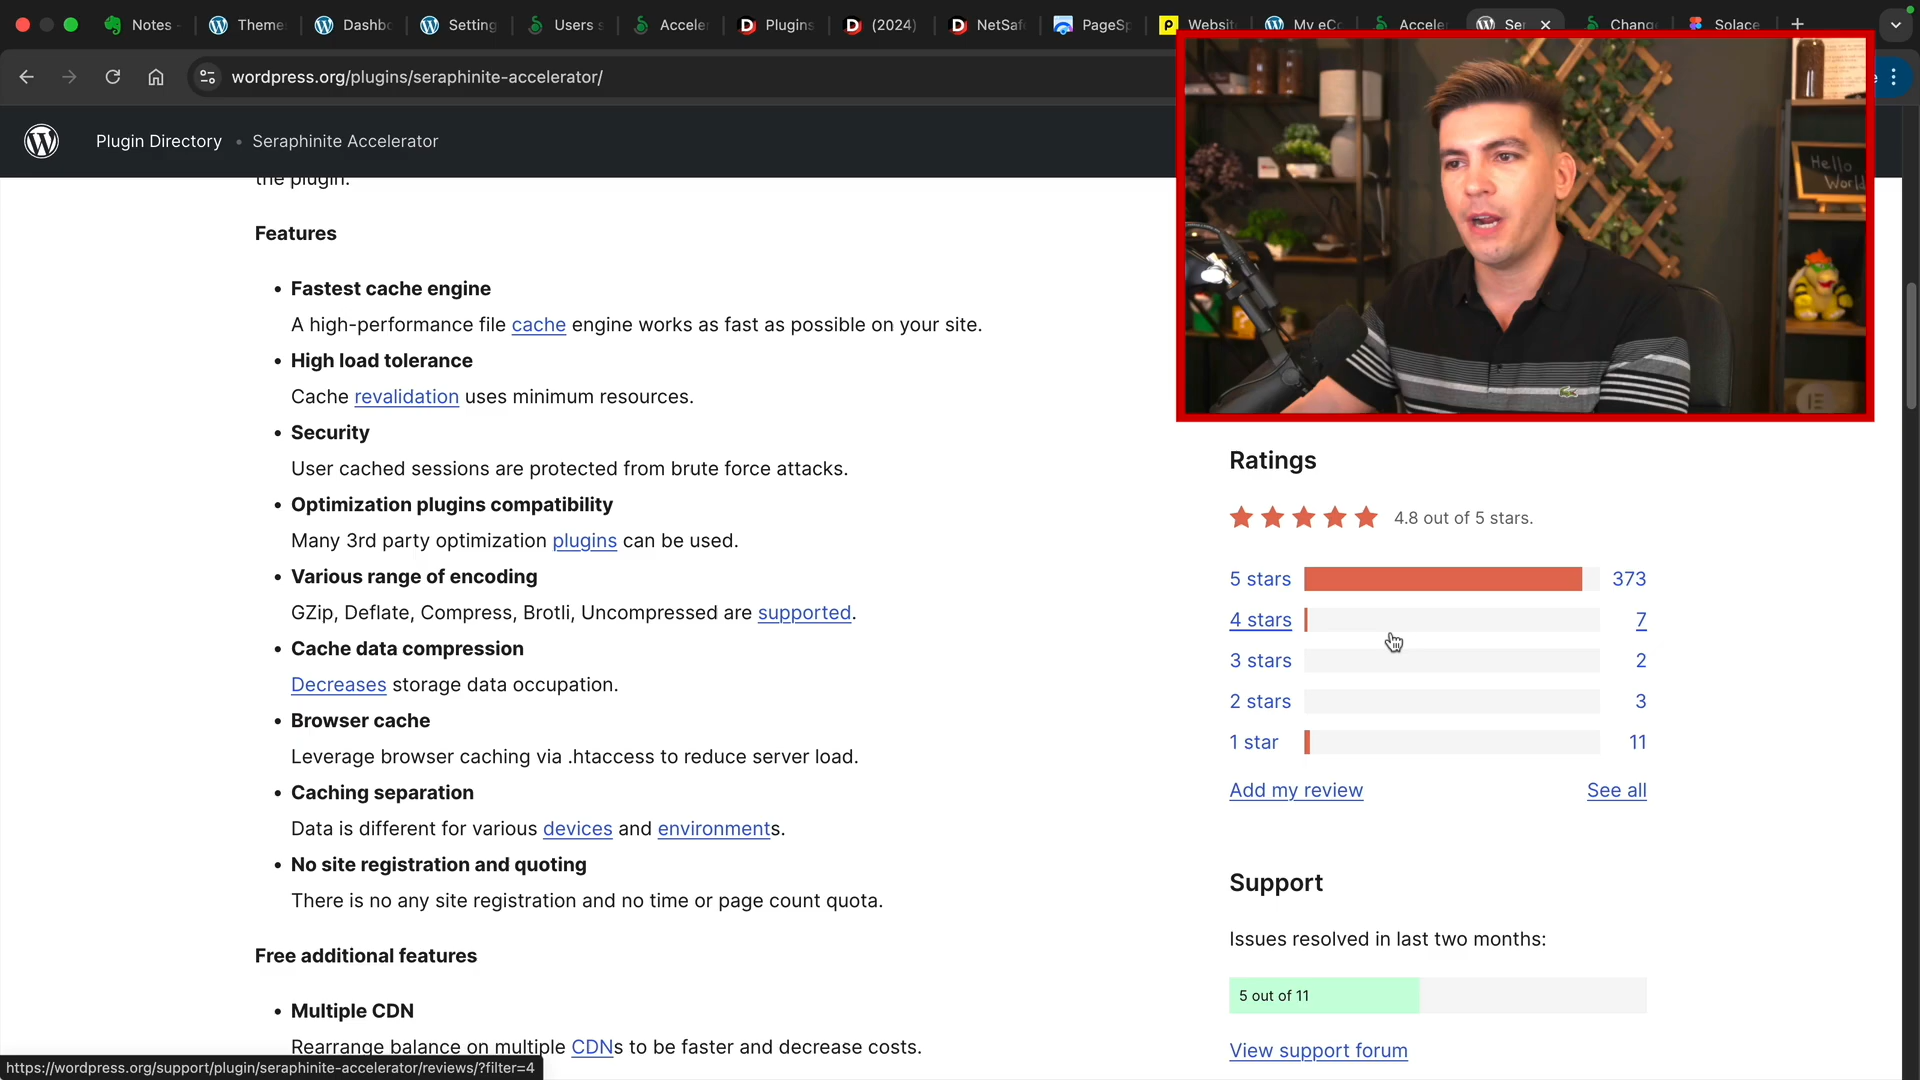 Notes
Theme
Dashbo
Setting
Users s
Acceler
Plugins
(2024)
NetSafe
PageSp
Websit
My eCo
Acceler
Se
Chang
Solace
wordpress.org/plugins/seraphinite-accelerator/
Plugin Directory • Seraphinite Accelerator
Hello
World
the plugin.
Features
• Fastest cache engine
A high-performance file cache engine works as fast as possible on your site.
• High load tolerance
Cache revalidation uses minimum resources.
• Security
User cached sessions are protected from brute force attacks.
• Optimization plugins compatibility
Many 3rd party optimization plugins can be used.
• Various range of encoding
GZip, Deflate, Compress, Brotli, Uncompressed are supported.
• Cache data compression
Decreases storage data occupation.
• Browser cache
Leverage browser caching via .htaccess to reduce server load.
• Caching separation
Data is different for various devices and environments.
• No site registration and quoting
There is no any site registration and no time or page count quota.
Free additional features
• Multiple CDN
Rearrange balance on multiple CDNs to be faster and decrease costs.
Ratings
4.8 out of 5 stars.
5 stars 373
4 stars 7
3 stars 2
2 stars 3
1 star 11
Add my review See all
Support
Issues resolved in last two months:
5 out of 11
View support forum
https://wordpress.org/support/plugin/seraphinite-accelerator/reviews/?filter=4